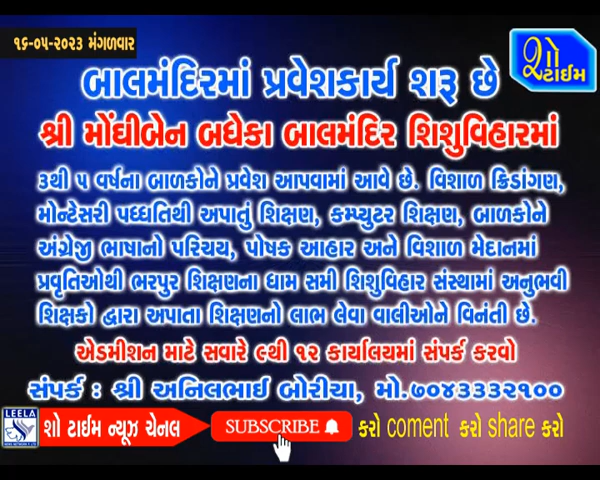 ૧૬-૦૫-૨૦૨૩ મંગળવાર
શો ટાઈમ
બાલમંદિરમાં પ્રવેશકાર્ય શરૂ છે
શ્રી મોંઘીબેન બધેકા બાલમંદિર શિશુવિહારમાં
૩થી ૫ વર્ષના બાળકોને પ્રવેશ આપવામાં આવે છે. વિશાળ ક્રિડાંગણ,
મોન્ટેસરી પધ્ધતિથી અપાતું શિક્ષણ, કમ્પ્યુટર શિક્ષણ, બાળકોને
અંગ્રેજી ભાષાનો પરિચય, પોષક આહાર અને વિશાળ મેદાનમાં
પ્રવૃતિઓથી ભરપુર શિક્ષણના ધામ સમી શિશુવિહાર સંસ્થામાં અનુભવી
શિક્ષકો દ્વારા અપાતા શિક્ષણનો લાભ લેવા વાલીઓને વિનંતી છે.
એડમીશન માટે સવારે ૯થી ૧૨ કાર્યાલયમાં સંપર્ક કરવો
સંપર્ક : શ્રી અનિલભાઈ બોરીચા, મો.૭૦૪૩૩૩૨૧૦૦
LEELA
શો ટાઈમ ન્યૂઝ ચેનલ SUBSCRIBE કરો coment કરો share કરો